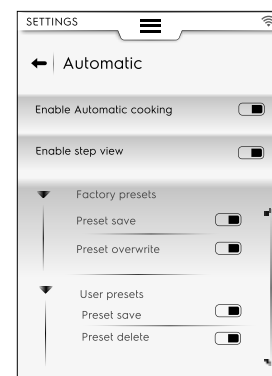 SETTINGS
Automatic
Enable Automatic cooking
Enable step view
Factory presets
Preset save
Preset overwrite
User presets
Preset save
Preset delete